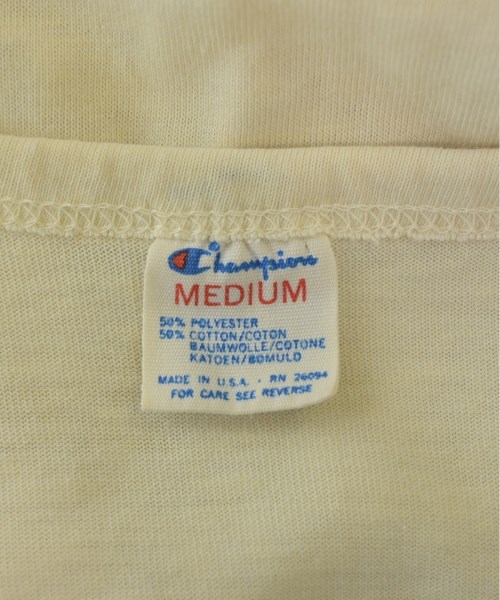 Champion
MEDIUM
50% POLYESTER
50% COTTON/COTON
BAUMWOLLE/COTONE
KATOEN/BOMULD
MADE IN U.S.A. - RN 26094
FOR CARE SEE REVERSE